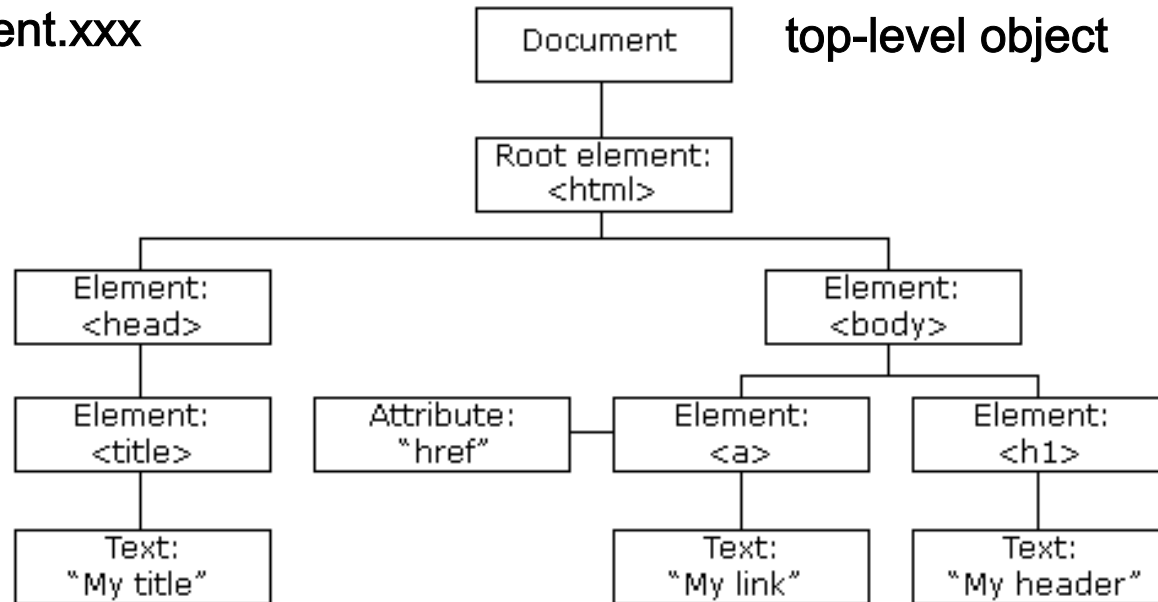 ent.xxx
Document
top-level object
Root element:
<html>
Element:
<head>
Element:
<body>
Element:
<title>
Attribute:
“href”
Element:
<a>
Element:
<h1>
Text:
“My title”
Text:
“My link”
Text:
“My header”